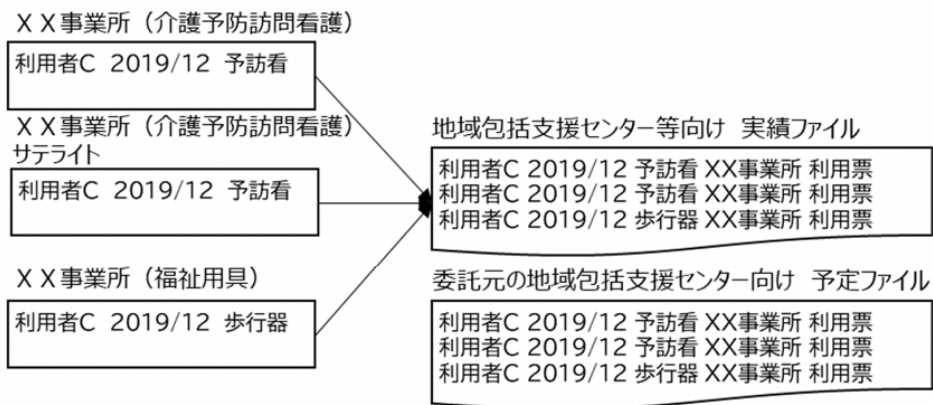 ＸＸ事業所（介護予防訪問看護）
利用者C 2019/12 予訪看
ＸＸ事業所（介護予防訪問看護）
サテライト
利用者C 2019/12 予訪看
ＸＸ事業所（福祉用具）
利用者C 2019/12 歩行器
地域包括支援センター等向け 実績ファイル
利用者C 2019/12 予訪看 XX事業所 利用票
利用者C 2019/12 予訪看 XX事業所 利用票
利用者C 2019/12 歩行器 XX事業所 利用票
委託元の地域包括支援センター向け 予定ファイル
利用者C 2019/12 予訪看 XX事業所 利用票
利用者C 2019/12 予訪看 XX事業所 利用票
利用者C 2019/12 歩行器 XX事業所 利用票